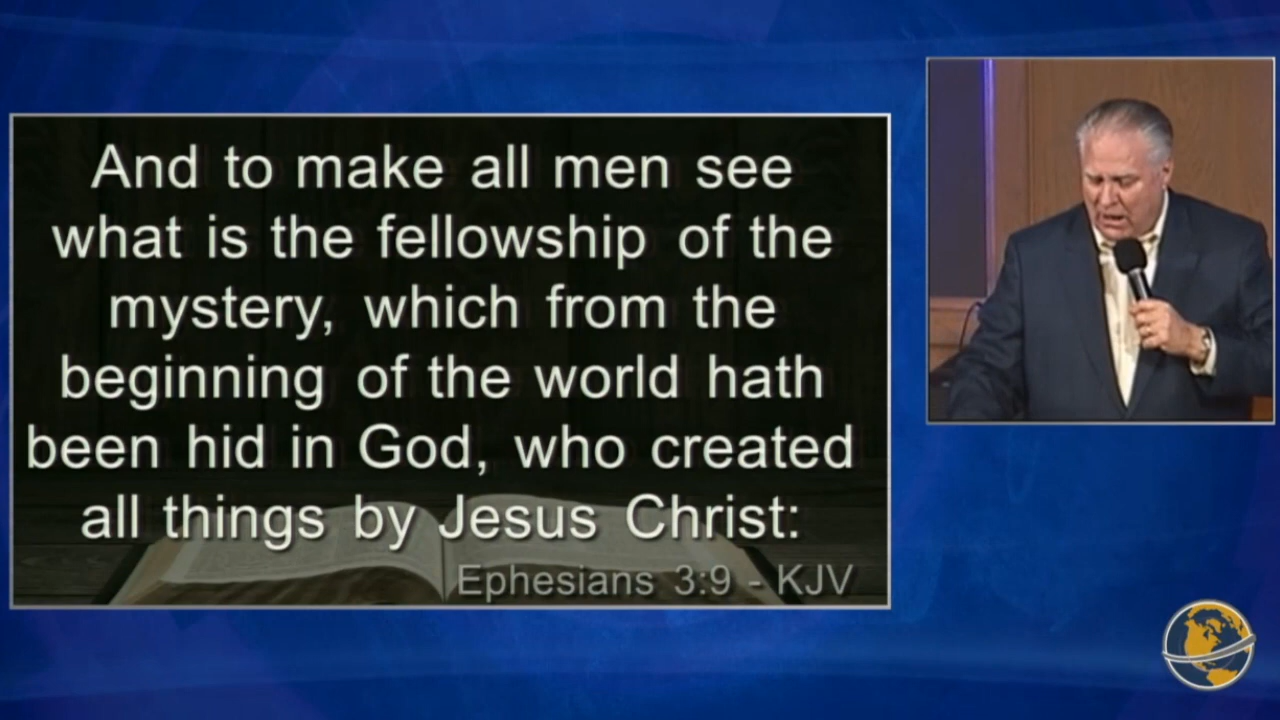 And to make all men see
what is the fellowship of the
mystery, which from the
beginning of the world hath
been hid in God, who created
all things by Jesus Christ:
Ephesians 3:9 - KJV